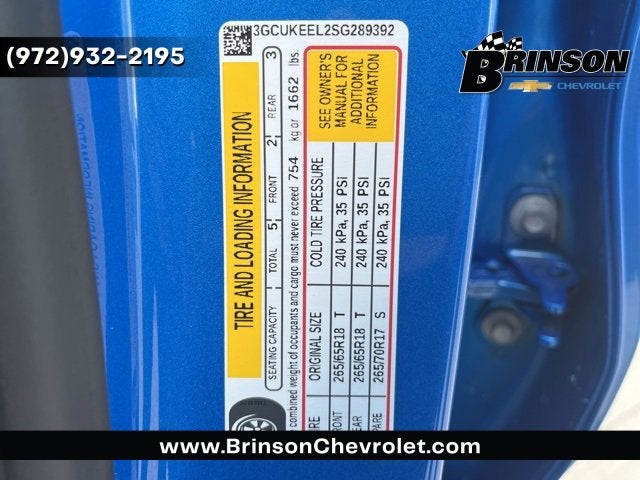 (972)932-2195
BRINSON
CHEVROLET
3GCUKEEL2SG289392
TIRE AND LOADING INFORMATION
SEATING CAPACITY TOTAL 5 FRONT 2 REAR 3
combined weight of occupants and cargo must never exceed 754 kg or 1662 lbs.
ORIGINAL SIZE COLD TIRE PRESSURE
SEE OWNER'S
MANUAL FOR
ADDITIONAL
INFORMATION
RONT 265/65R18 T 240 kPa, 35 PSi
EAR 265/65R18 T 240 kPa, 35 PSi
PARE 265/70R17 S 240 kPa, 35 PSi
www.BrinsonChevrolet.com